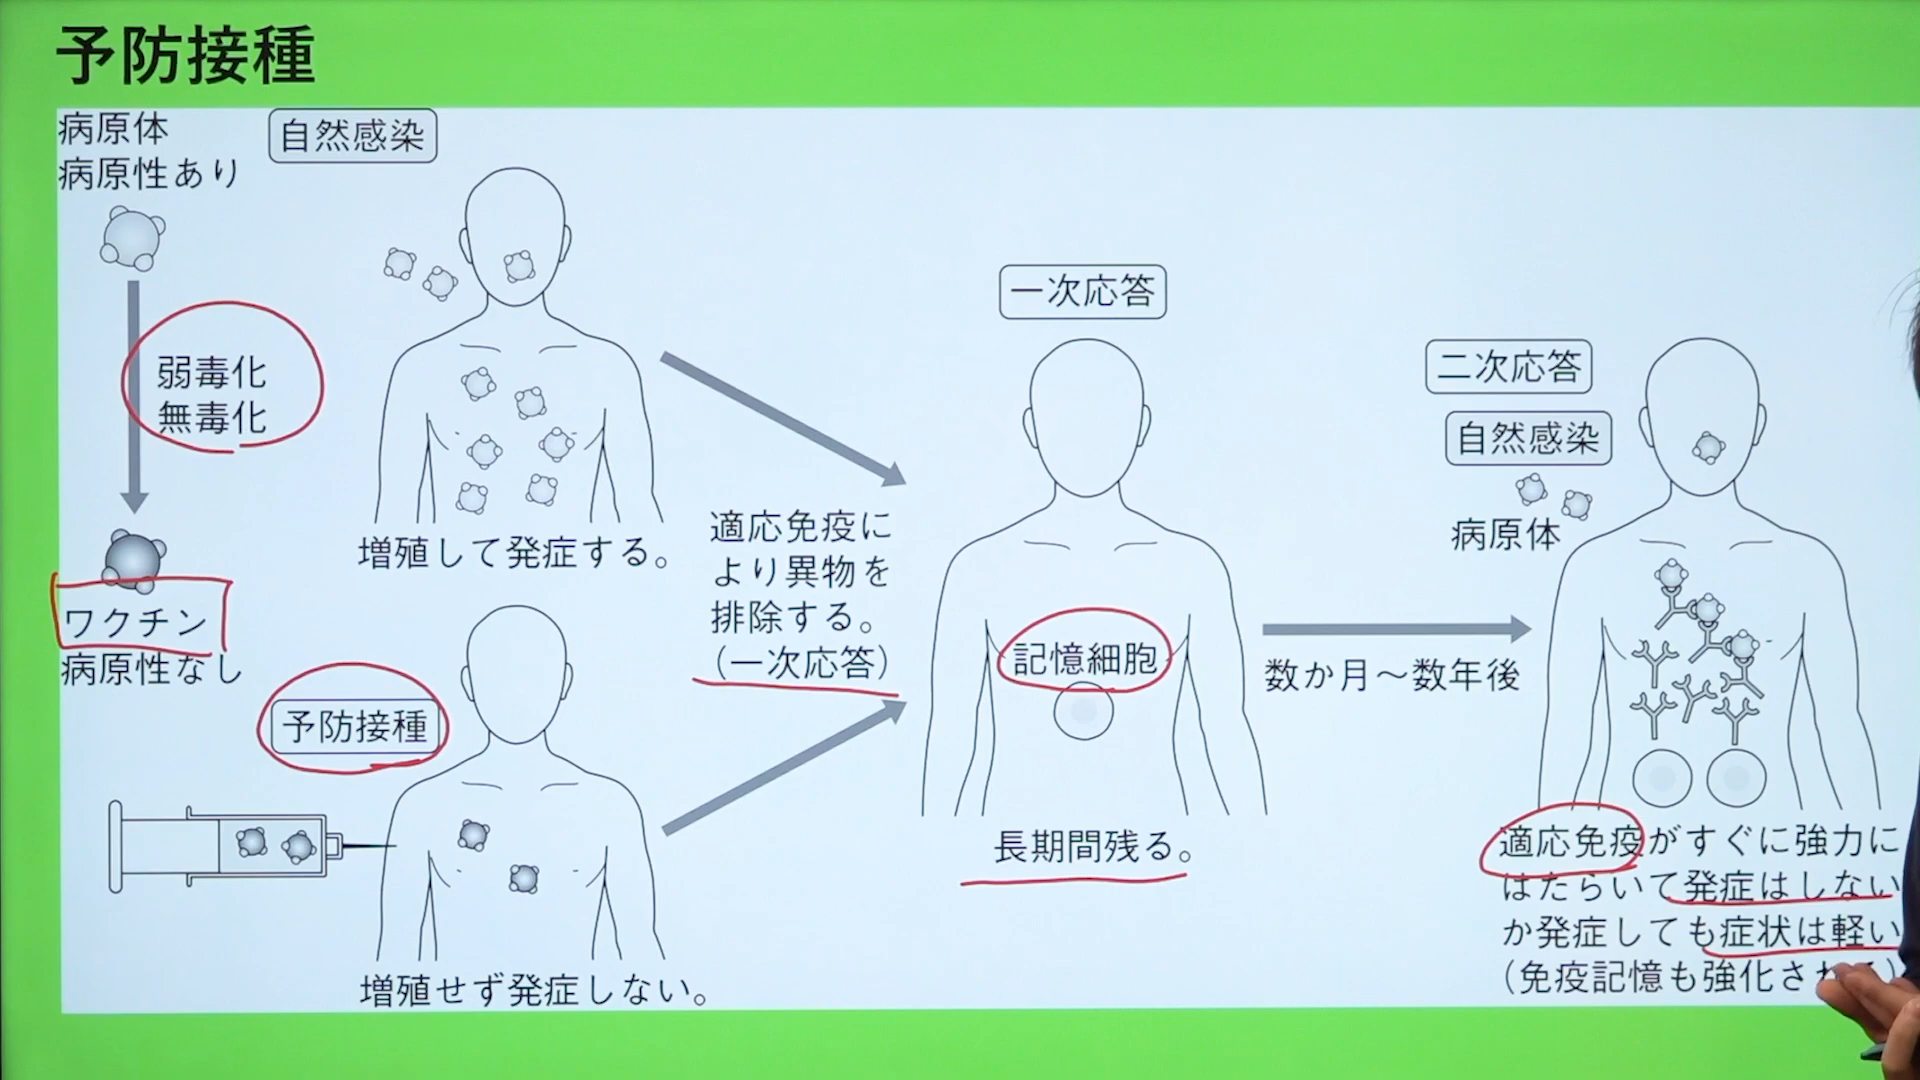 予防接種
病原体
病原性あり
自然感染
弱毒化
無毒化
ワクチン
病原性なし
増殖して発症する。
予防接種
増殖せず発症しない。
適応免疫に
より異物を
排除する。
（一次応答）
一次応答
記憶細胞
長期間残る。
数か月～数年後
二次応答
自然感染
病原体
適応免疫がすぐに強力に
はたらいて発症はしない
か発症しても症状は軽い
（免疫記憶も強化さ